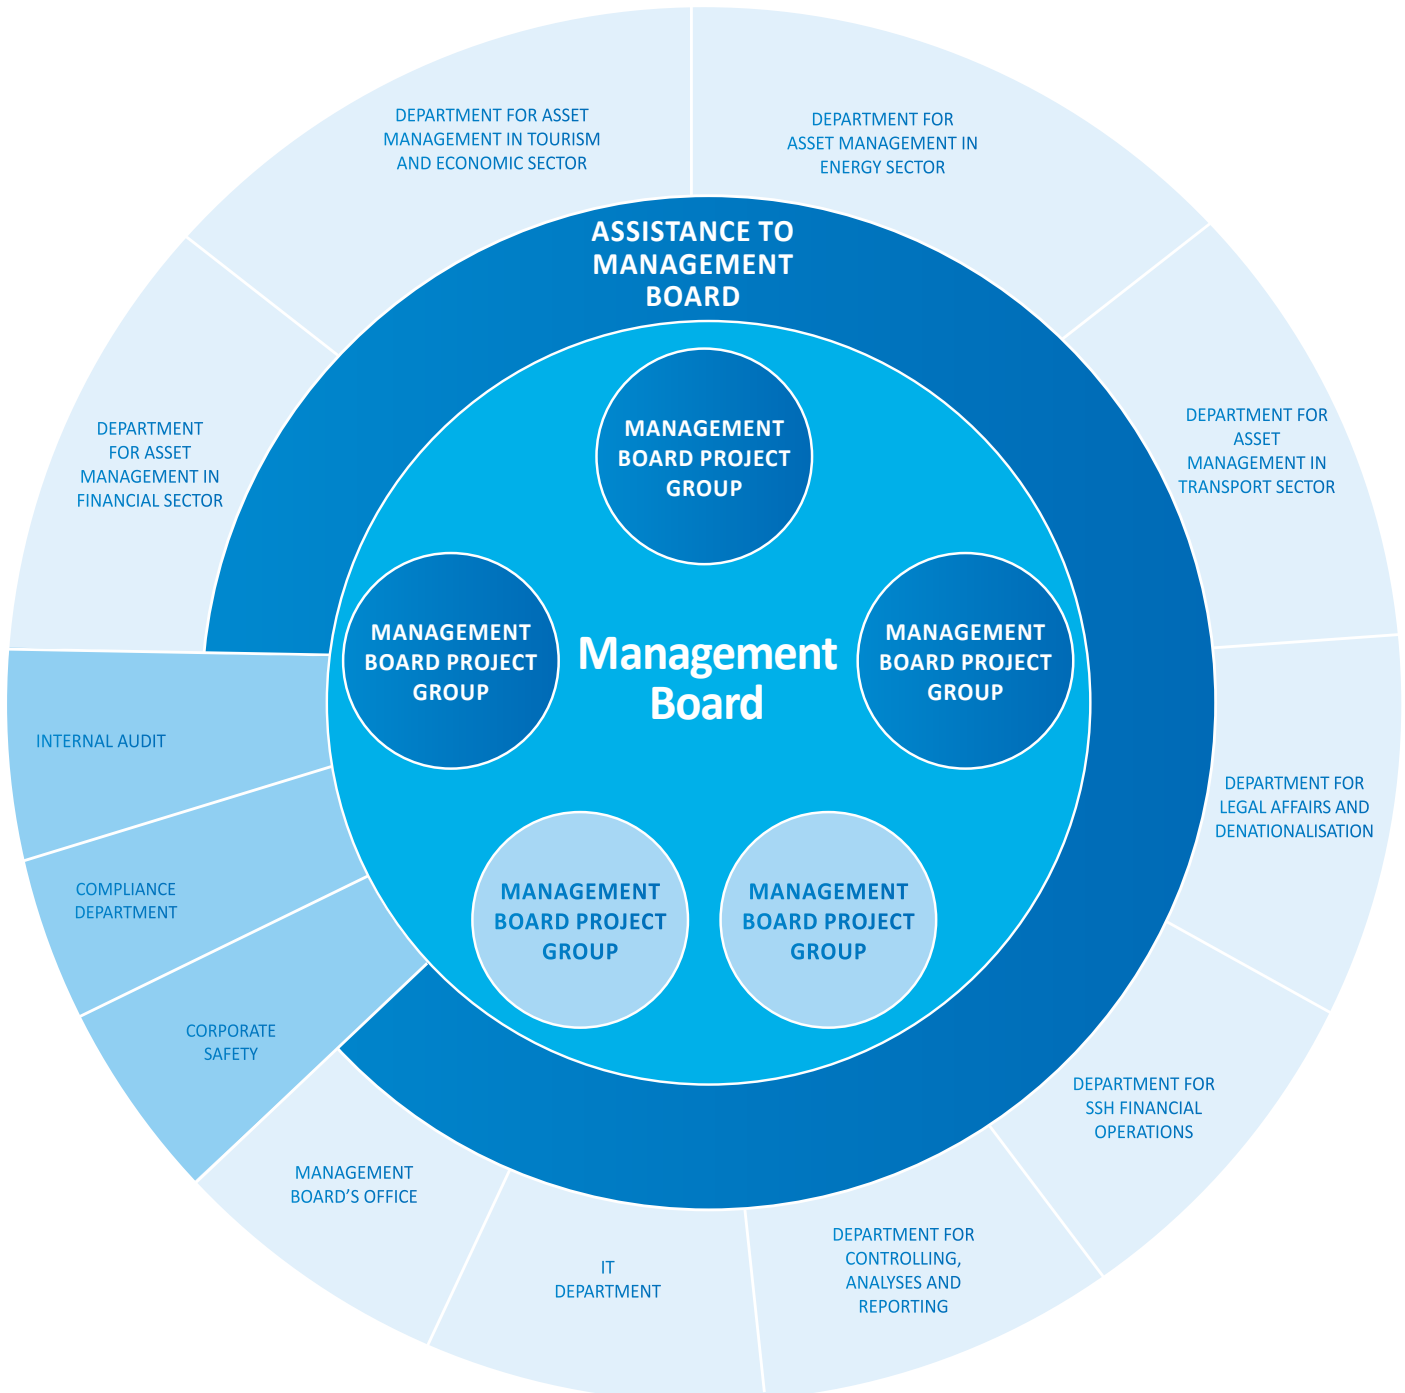 DEPARTMENT FOR ASSET
MANAGEMENT IN TOURISM
AND ECONOMIC SECTOR
DEPARTMENT FOR
ASSET MANAGEMENT IN
ENERGY SECTOR
ASSISTANCE TO
MANAGEMENT
BOARD
DEPARTMENT
FOR ASSET
MANAGEMENT IN
FINANCIAL SECTOR
MANAGEMENT
BOARD PROJECT
GROUP
DEPARTMENT FOR
ASSET
MANAGEMENT IN
TRANSPORT SECTOR
MANAGEMENT
BOARD PROJECT
GROUP
Management
Board
MANAGEMENT
BOARD PROJECT
GROUP
INTERNAL AUDIT
DEPARTMENT FOR
LEGAL AFFAIRS AND
DENATIONALISATION
COMPLIANCE
DEPARTMENT
MANAGEMENT
BOARD PROJECT
GROUP
MANAGEMENT
BOARD PROJECT
GROUP
CORPORATE
SAFETY
DEPARTMENT FOR
SSH FINANCIAL
OPERATIONS
MANAGEMENT
BOARD’S OFFICE
IT
DEPARTMENT
DEPARTMENT FOR
CONTROLLING,
ANALYSES AND
REPORTING